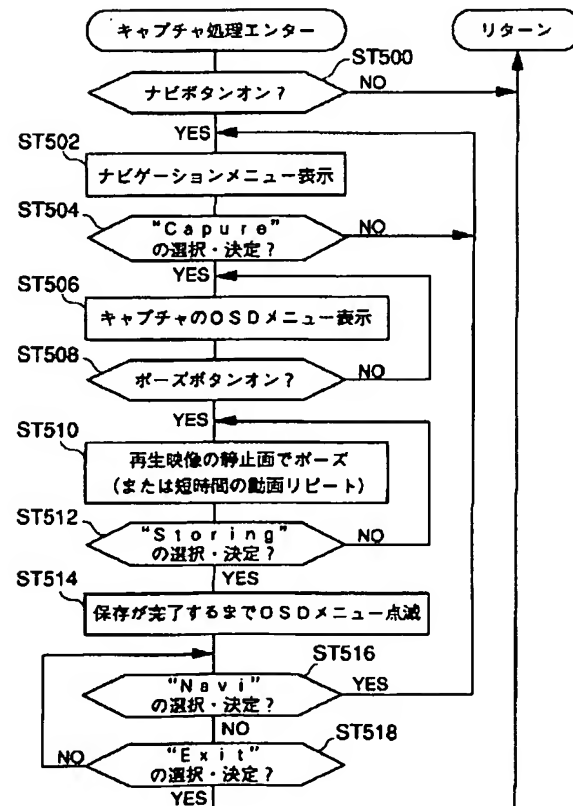 キャプチャ処理エンター
リターン
ST500
ナビボタンオン？
NO
YES
ST502
ナビゲーションメニュー表示
ST504
“Capure”
の選択・決定？
NO
YES
ST506
キャプチャのOSDメニュー表示
ST508
ポーズボタンオン？
NO
YES
ST510
再生映像の静止面でポーズ
（または短時間の動面リピート）
ST512
“Storing”
の選択・決定？
NO
YES
ST514
保存が完了するまでOSDメニュー点滅
ST516
“Navi”
の選択・決定？
YES
NO
ST518
“Exit”
の選択・決定？
NO
YES